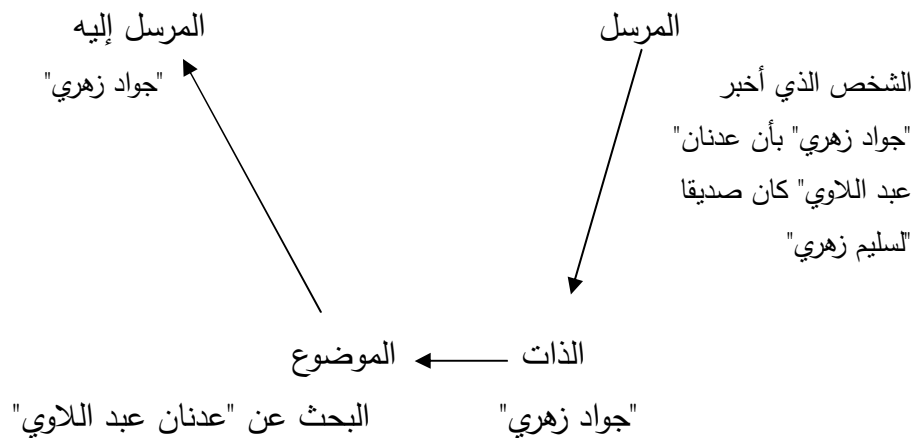 المرسل
المرسل إليه
الشخص الذي أخبر
"جواد زهري" بأن عدنان"
عبد اللاوي" كان صديقا
"لسليم زهري"
"جواد زهري"
الذات
الموضوع
"جواد زهري"
البحث عن "عدنان عبد اللاوي"